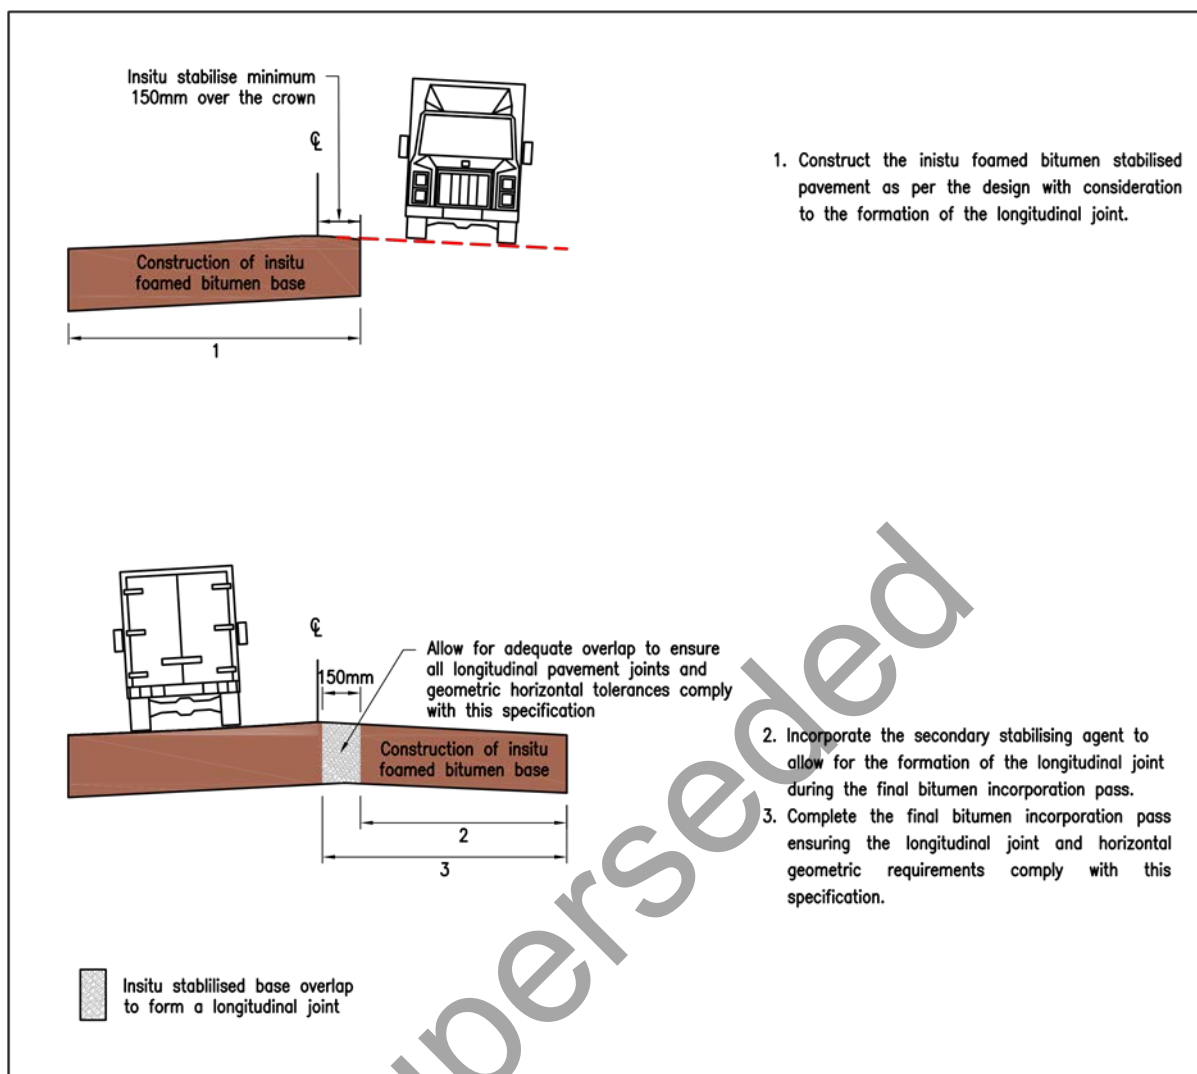 Insitu stabilise minimum
150mm over the crown
℄
Construction of insitu
foamed bitumen base
1
1. Construct the inistu foamed bitumen stabilised
pavement as per the design with consideration
to the formation of the longitudinal joint.
℄
150mm
Allow for adequate overlap to ensure
all longitudinal pavement joints and
geometric horizontal tolerances comply
with this specification
Construction of insitu
foamed bitumen base
2
3
2. Incorporate the secondary stabilising agent to
allow for the formation of the longitudinal joint
during the final bitumen incorporation pass.
3. Complete the final bitumen incorporation pass
ensuring the longitudinal joint and horizontal
geometric requirements comply with this
specification.
Insitu stablilised base overlap
to form a longitudinal joint
perseded